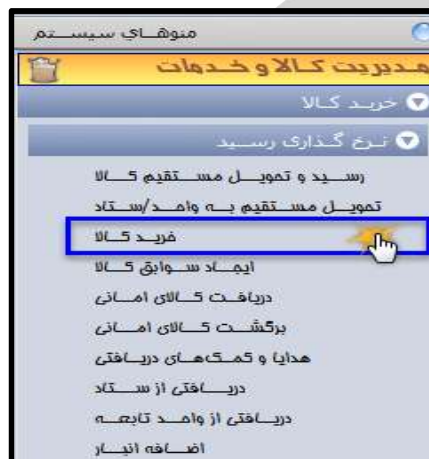 منوهای سیستم
مدیریت کالا و خدمات
خرید کالا
نرخ گذاری رسید
رسید و تحویل مستقیم کالا
تحویل مستقیم به واحد/ستاد
خرید کالا
ایجاد سوابق کالا
دریافت کالای امانی
برگشت کالای امانی
هدایا و کمک‌های دریافتی
دریافتی از ستاد
دریافتی از واحد تابعه
اضافه انبار